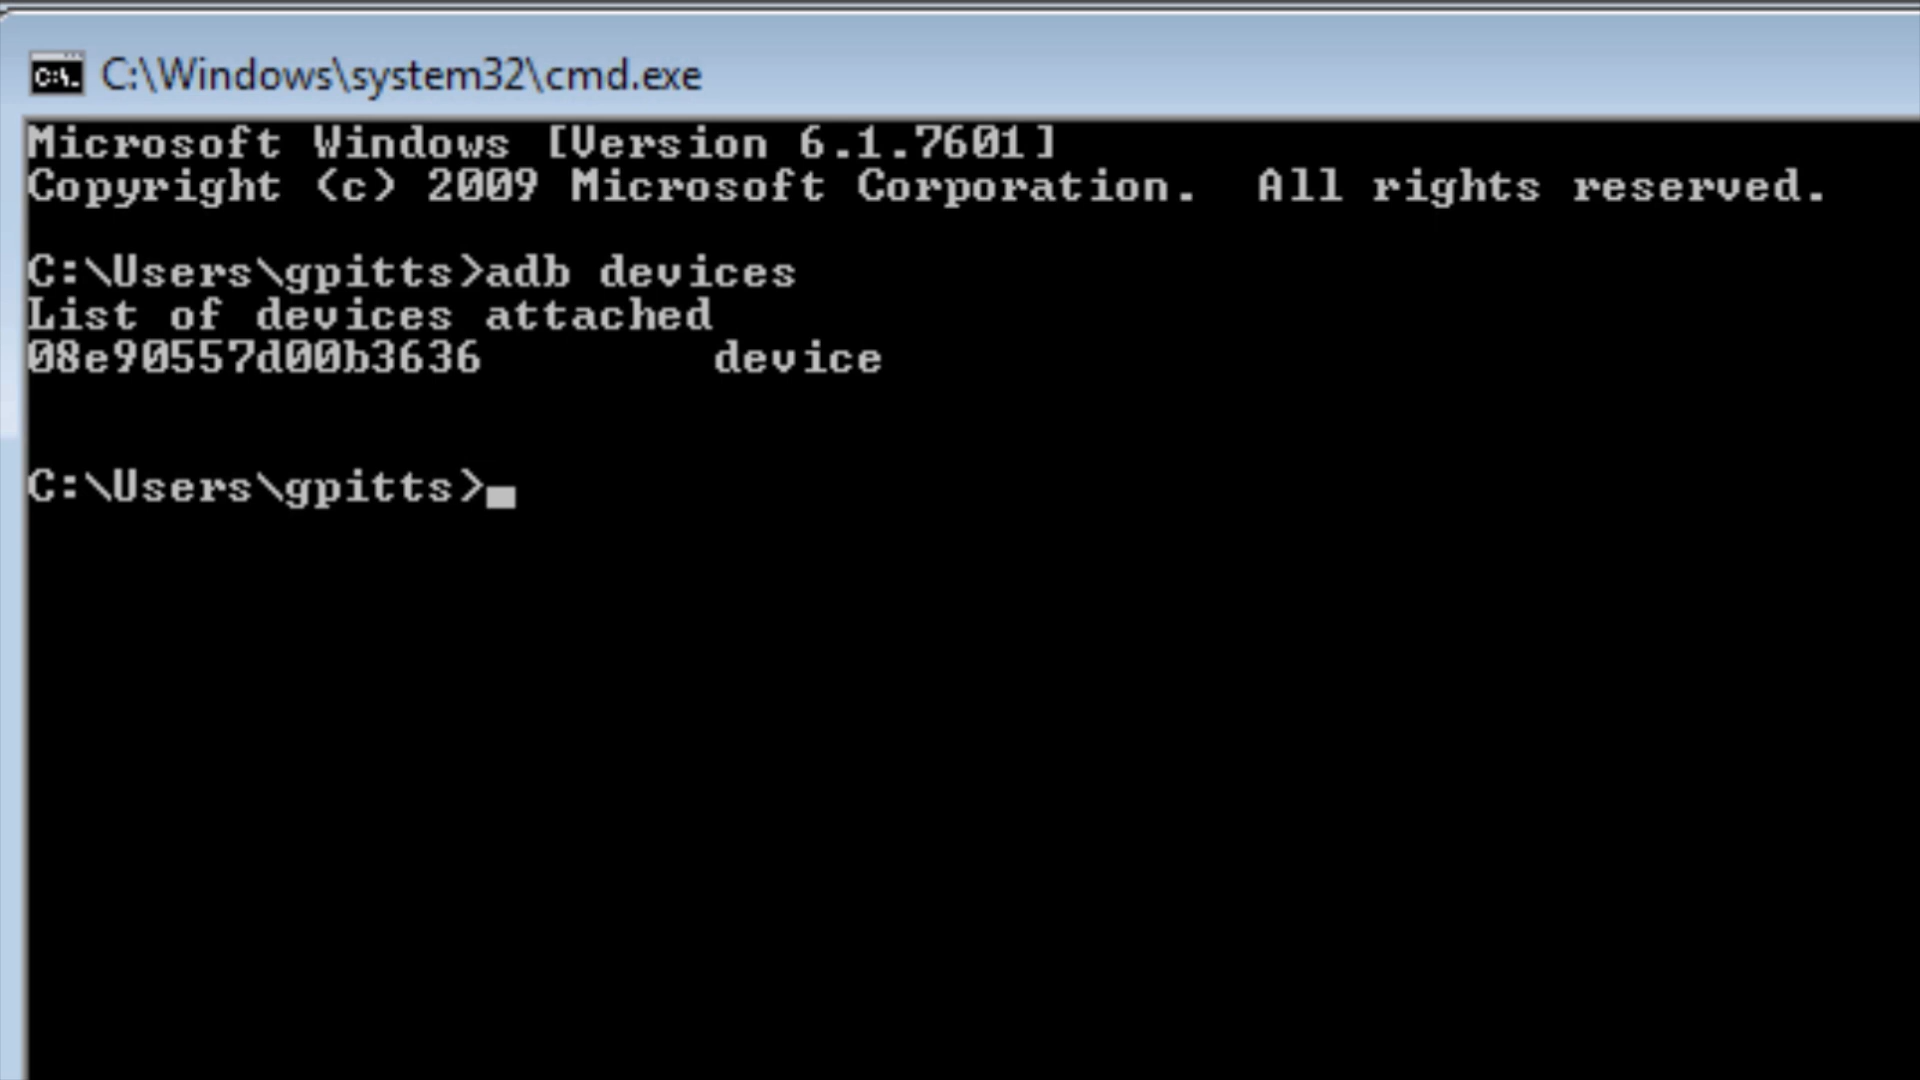 C:\Windows\system32\cmd.exe
Microsoft Windows [Version 6.1.7601]
Copyright (c) 2009 Microsoft Corporation.  All rights reserved.
C:\Users\gpitts>adb devices
List of devices attached
08e90557d00b3636        device
C:\Users\gpitts>